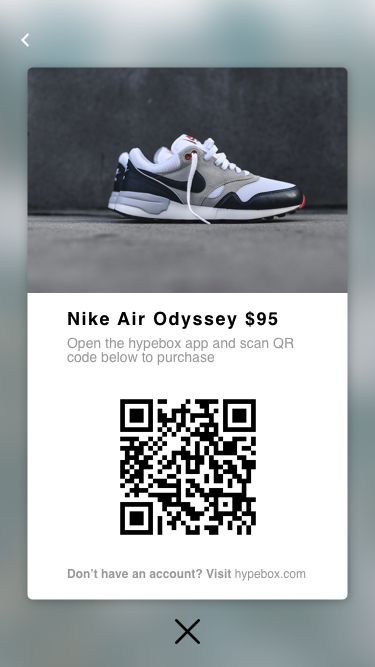 Nike Air Odyssey $95
Open the hypebox app and scan QR
code below to purchase
Don't have an account? Visit hypebox.com